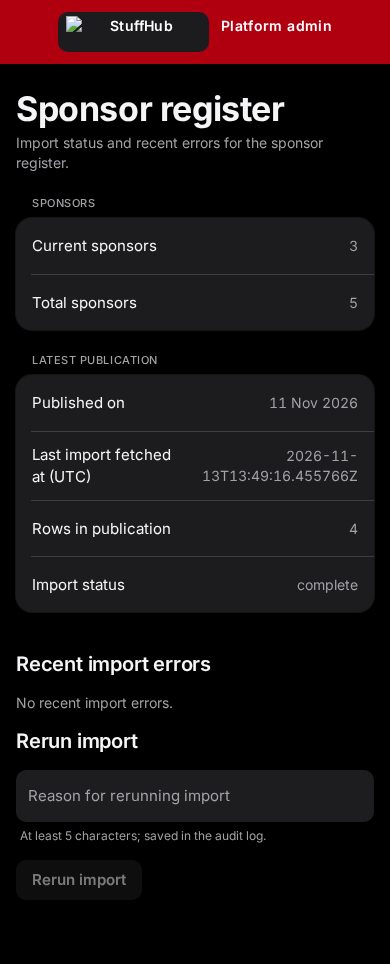 StuffHub Platform admin
Sponsor register
Import status and recent errors for the sponsor
register.
SPONSORS
Current sponsors 3
Total sponsors 5
LATEST PUBLICATION
Published on 11 Nov 2026
Last import fetched at (UTC) 2026-11-13T13:49:16.455766Z
Rows in publication 4
Import status complete
Recent import errors
No recent import errors.
Rerun import
Reason for rerunning import
At least 5 characters; saved in the audit log.
Rerun import